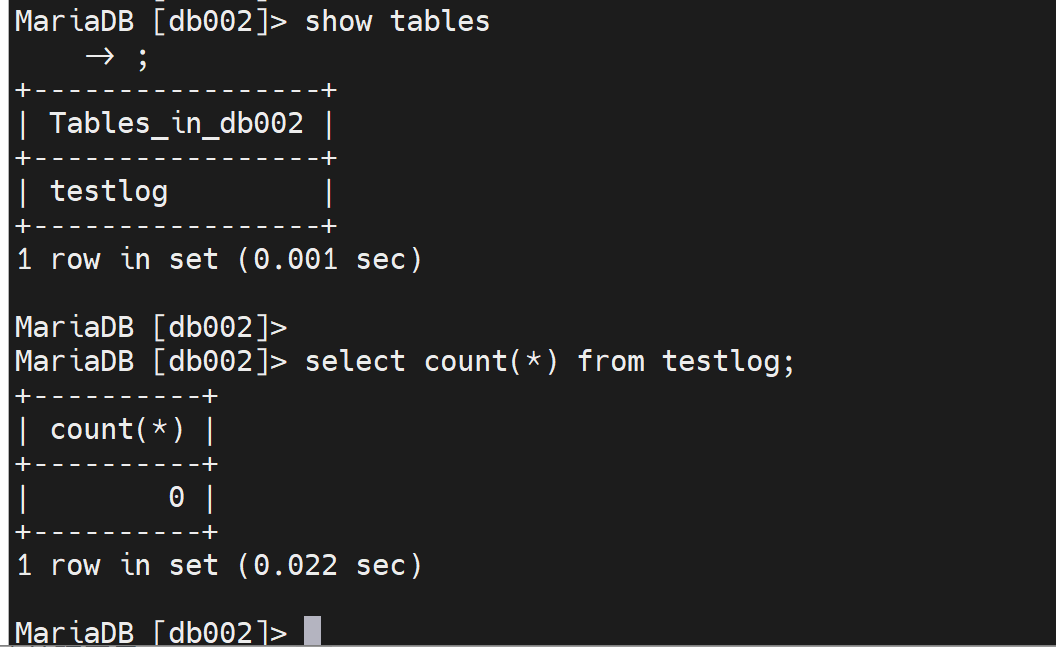 MariaDB [db002]> show tables
    → ;
+-----------------+
| Tables_in_db002 |
+-----------------+
| testlog         |
+-----------------+
1 row in set (0.001 sec)

MariaDB [db002]>
MariaDB [db002]> select count(*) from testlog;
+----------+
| count(*) |
+----------+
|        0 |
+----------+
1 row in set (0.022 sec)

MariaDB [db002]>